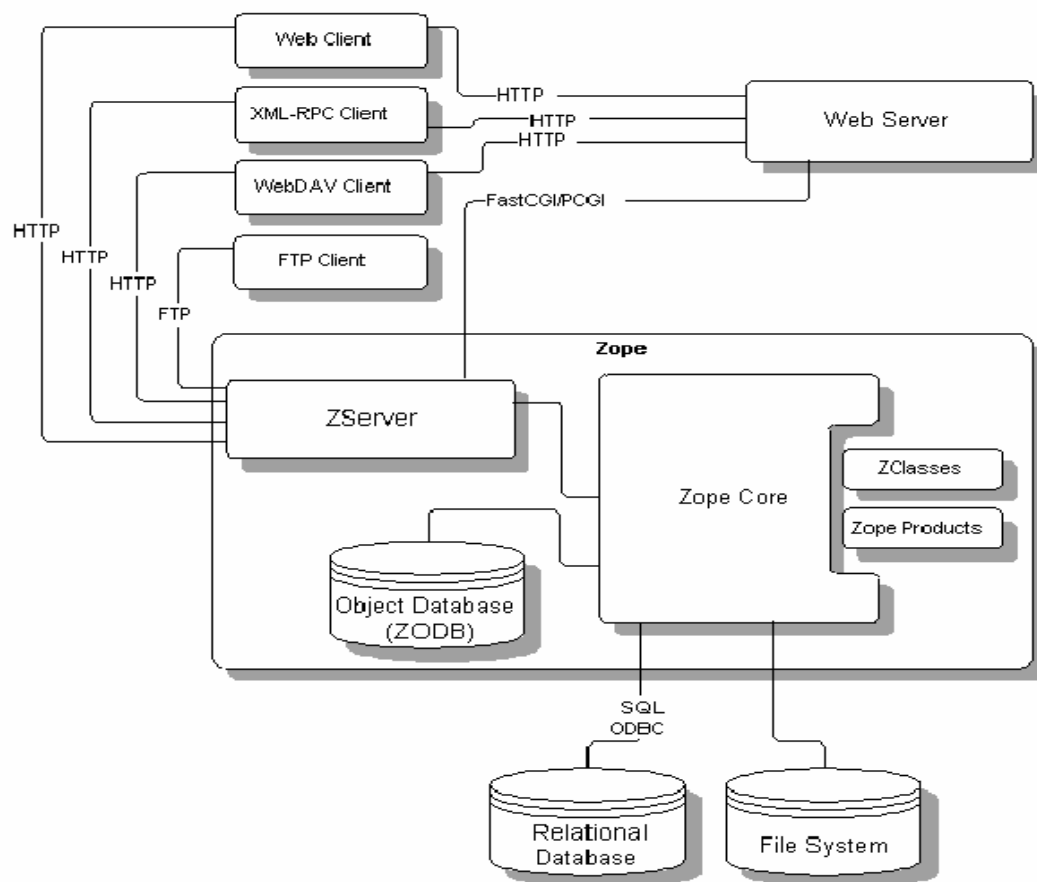 Web Client
XML-RPC Client
WebDAV Client
FTP Client
HTTP
HTTP
HTTP
Web Server
FastCGI/PCGI
HTTP
HTTP
HTTP
FTP
Zope
ZServer
Zope Core
ZClasses
Zope Products
Object Database
(ZODB)
SQL
ODBC
Relational
Database
File System